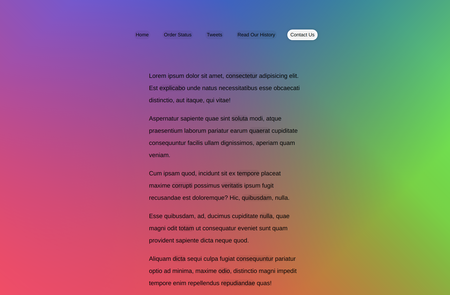 Home Order Status Tweets Read Our History Contact Us
Lorem ipsum dolor sit amet, consectetur adipisicing elit.
Est explicabo unde natus necessitatibus esse obcaecati
distinctio, aut itaque, qui vitae!
Aspernatur sapiente quae sint soluta modi, atque
praesentium laborum pariatur earum quaerat cupiditate
consequuntur facilis ullam dignissimos, aperiam quam
veniam.
Cum ipsam quod, incidunt sit ex tempore placeat
maxime corrupti possimus veritatis ipsum fugit
recusandae est doloremque? Hic, quibusdam, nulla.
Esse quibusdam, ad, ducimus cupiditate nulla, quae
magni odit totam ut consequatur eveniet sunt quam
provident sapiente dicta neque quod.
Aliquam dicta sequi culpa fugiat consequuntur pariatur
optio ad minima, maxime odio, distinctio magni impedit
tempore enim repellendus repudiandae quas!